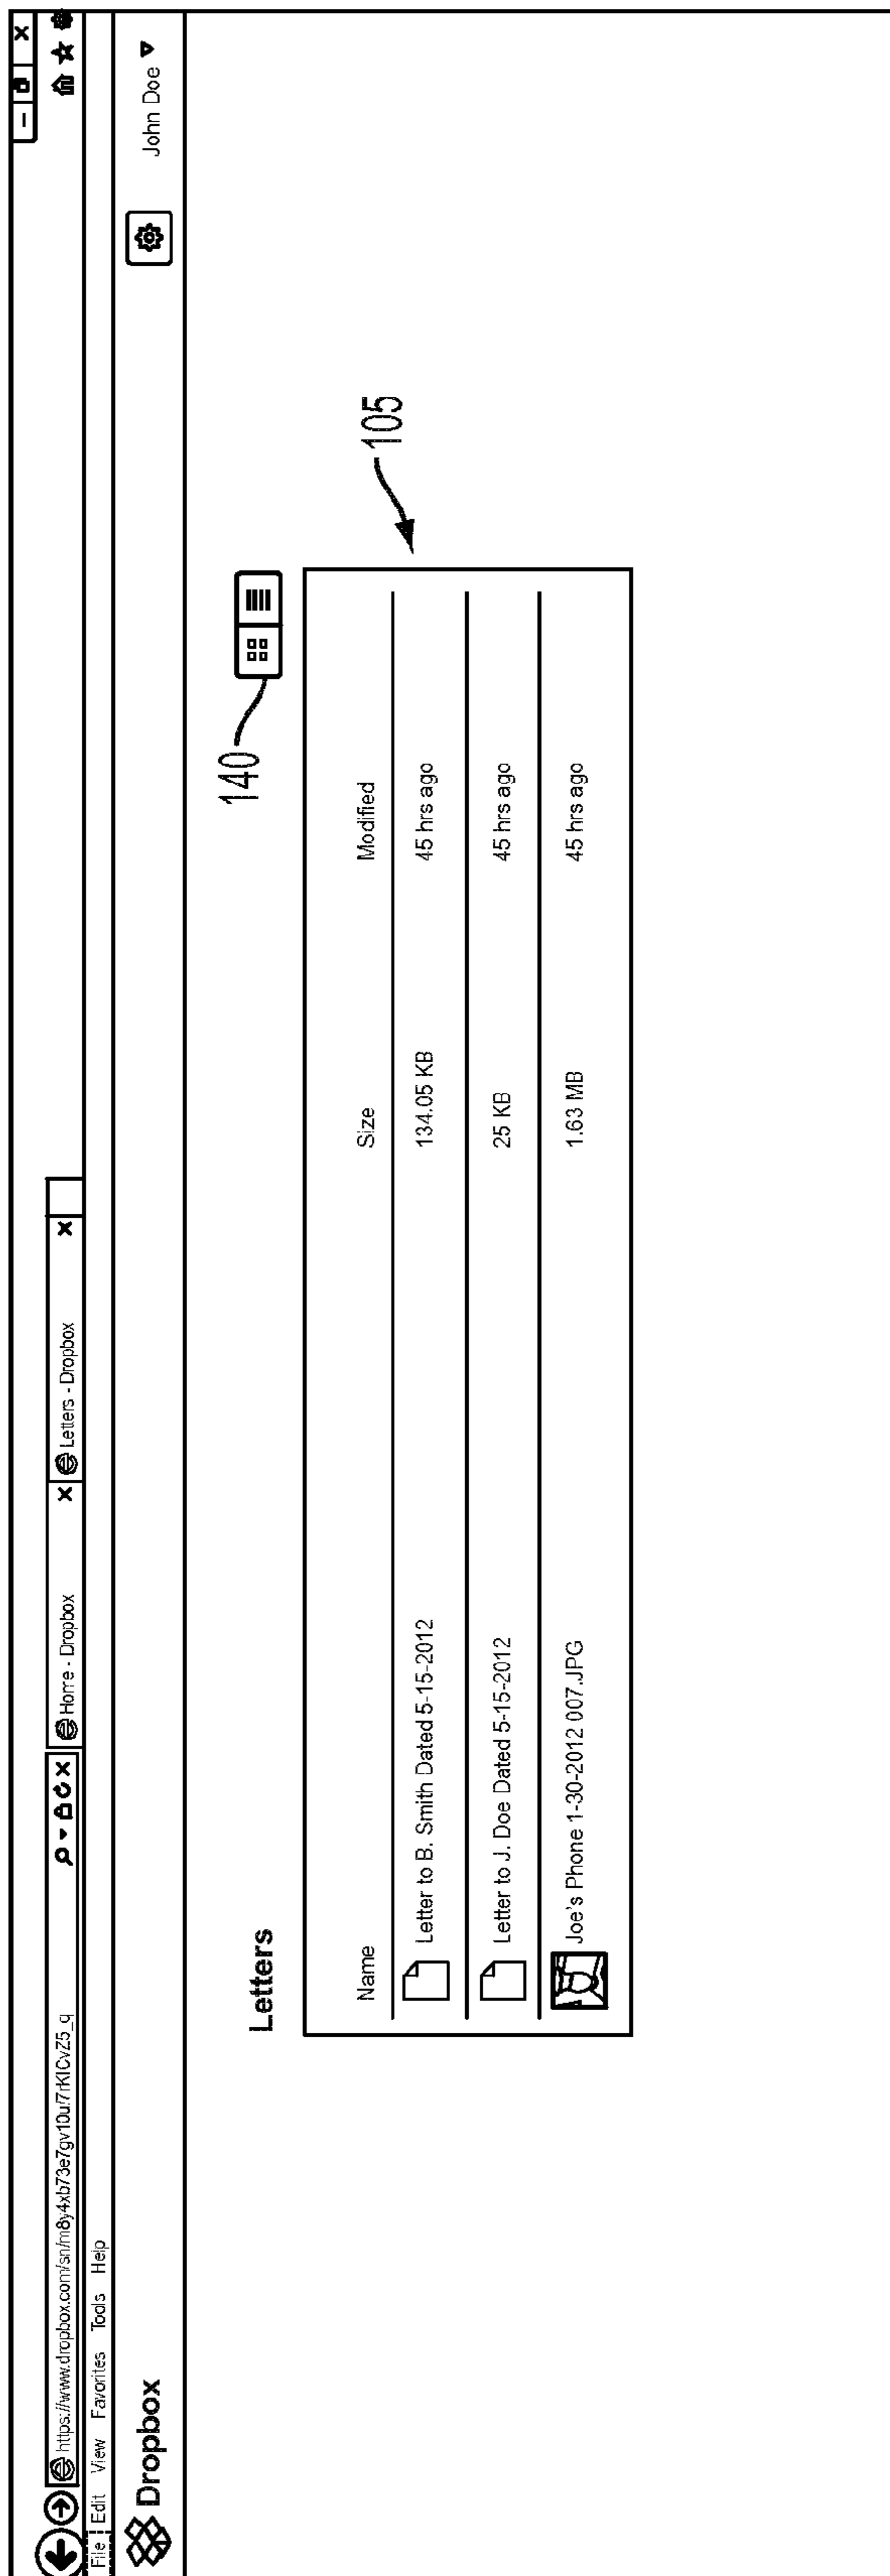 https://www.dropbox.com/sn/m8y4xb73e7gv10u/7rKICvZ5_q
Home - Dropbox
Letters - Dropbox
File Edit View Favorites Tools Help
Dropbox
John Doe
Letters
140
105
Name Size Modified
Letter to B. Smith Dated 5-15-2012 134.05 KB 45 hrs ago
Letter to J. Doe Dated 5-15-2012 25 KB 45 hrs ago
Joe's Phone 1-30-2012 007.JPG 1.63 MB 45 hrs ago